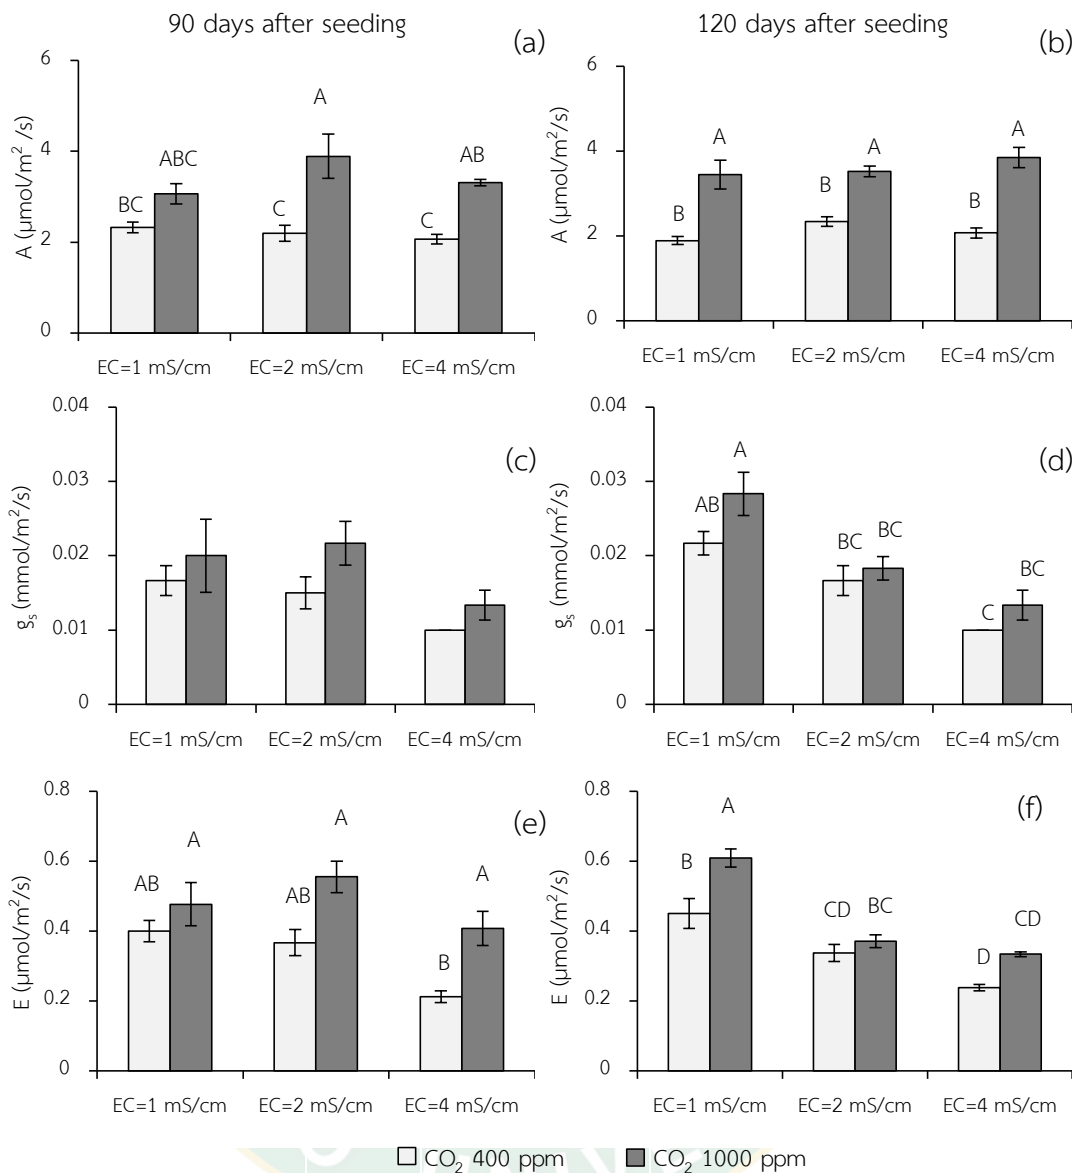 90 days after seeding
120 days after seeding
(a)
A (µmol/m² /s)
6
4
2
0
BC
ABC
C
A
C
AB
EC=1 mS/cm
EC=2 mS/cm
EC=4 mS/cm
(b)
A (µmol/m²/s)
6
4
2
0
B
A
B
A
B
A
EC=1 mS/cm
EC=2 mS/cm
EC=4 mS/cm
(c)
gₛ (mmol/m²/s)
0.04
0.03
0.02
0.01
0
EC=1 mS/cm
EC=2 mS/cm
EC=4 mS/cm
(d)
gₛ (mmol/m²/s)
0.04
0.03
0.02
0.01
0
AB
A
BC
BC
C
BC
EC=1 mS/cm
EC=2 mS/cm
EC=4 mS/cm
(e)
E (µmol/m²/s)
0.8
0.6
0.4
0.2
0
AB
A
AB
A
B
A
EC=1 mS/cm
EC=2 mS/cm
EC=4 mS/cm
(f)
E (µmol/m²/s)
0.8
0.6
0.4
0.2
0
B
A
CD
BC
D
CD
EC=1 mS/cm
EC=2 mS/cm
EC=4 mS/cm
CO₂ 400 ppm
CO₂ 1000 ppm